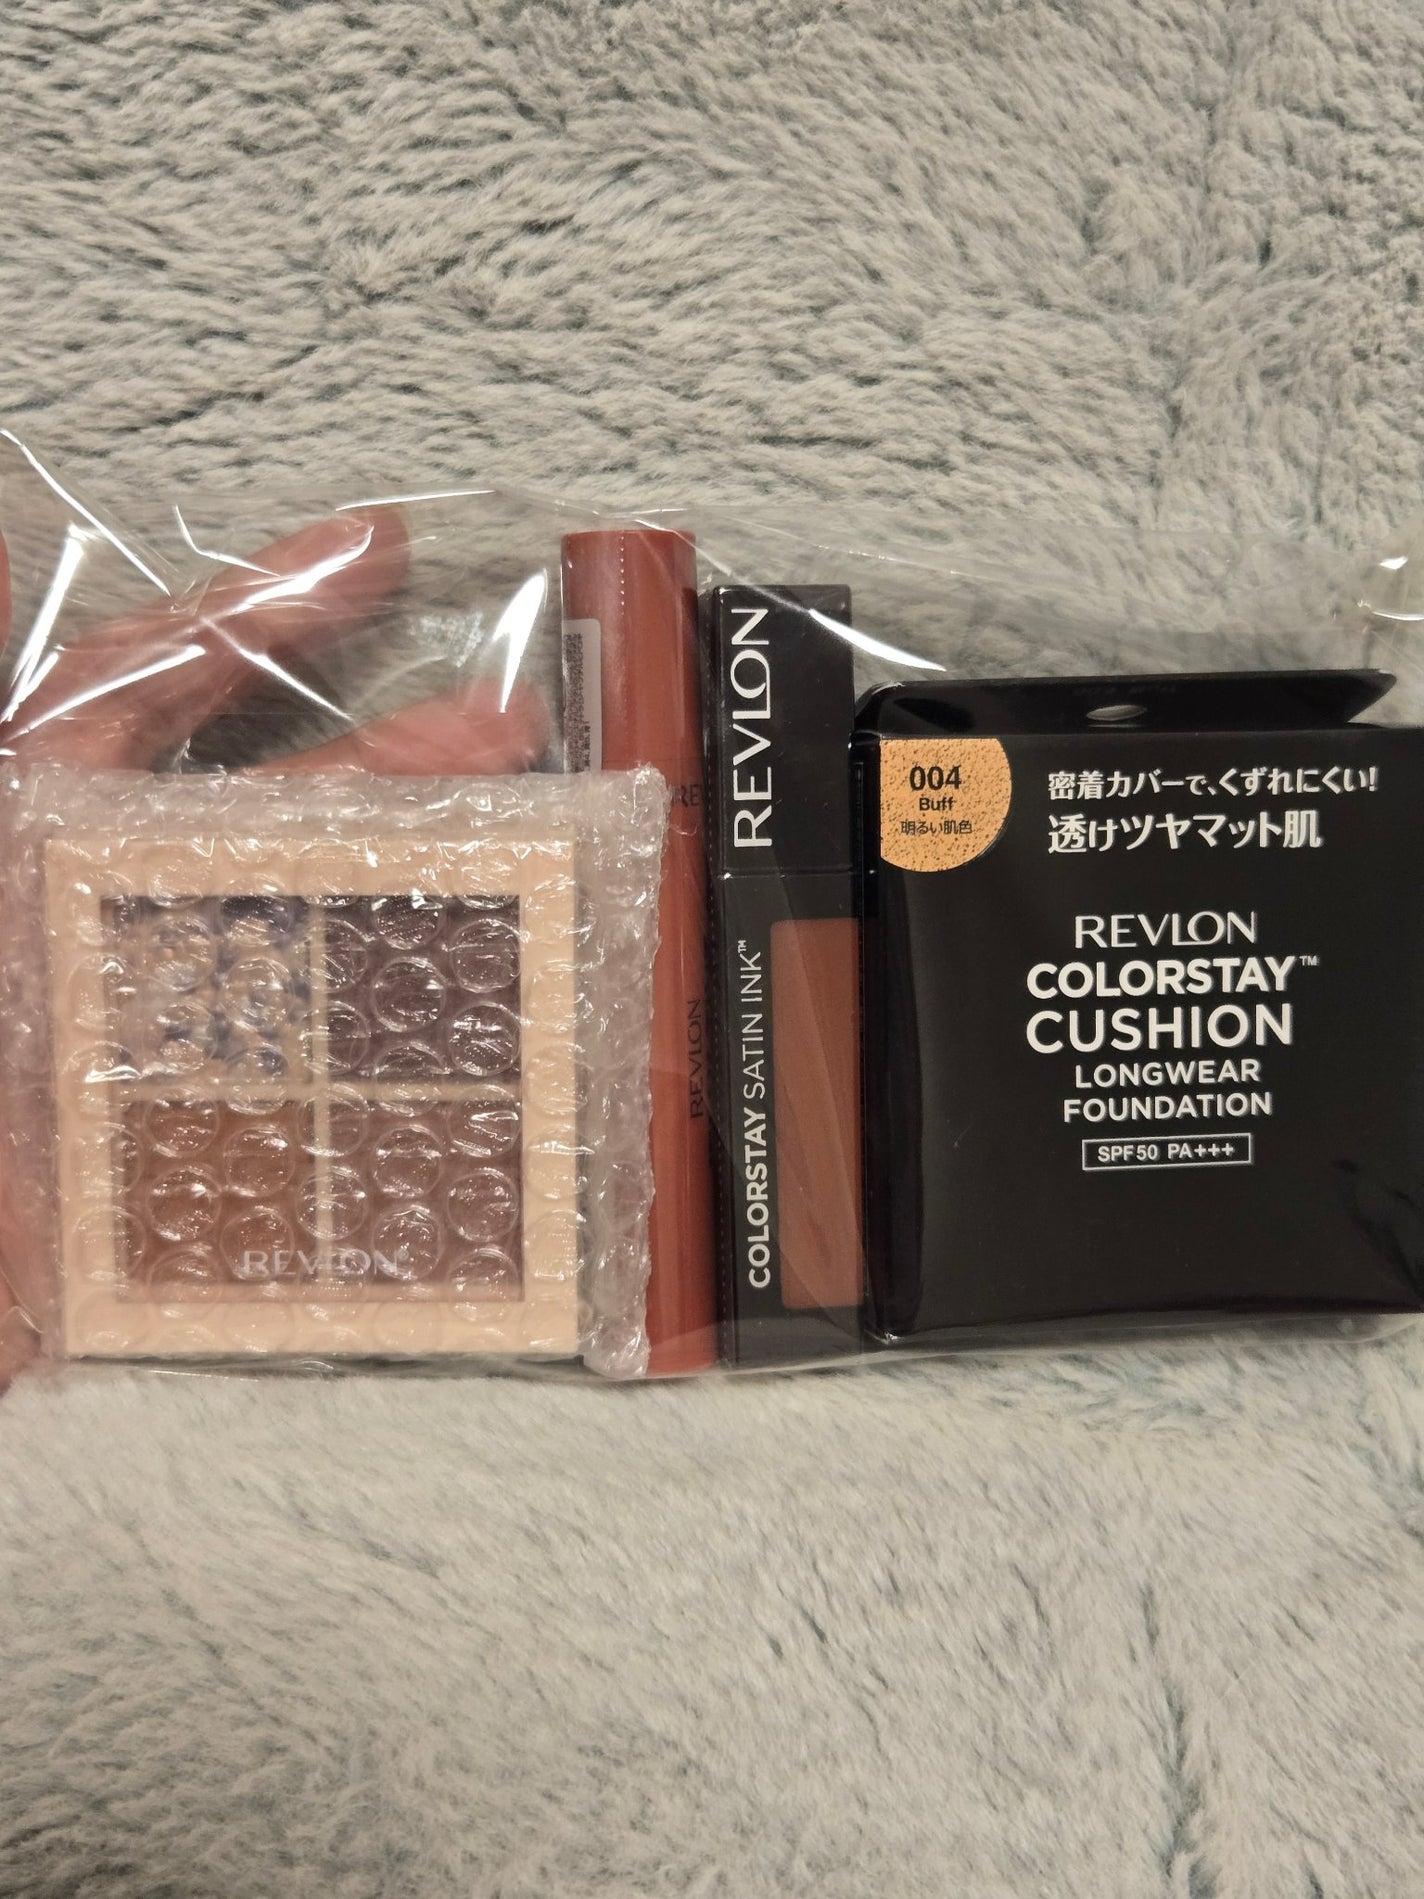 REVLON
REVLON
REVLON
COLORSTAY SATIN INK™
004
Buff
明るい肌色
密着カバーで、くずれにくい!
透けツヤマット肌
REVLON
COLORSTAY™
CUSHION
LONGWEAR
FOUNDATION
SPF50 PA+++